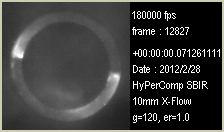 180000 fps
frame : 12827
+00:00:00.071261111
Date : 2012/2/28
HyPerComp SBIR
10mm X-Flow
g=120, er=1.0